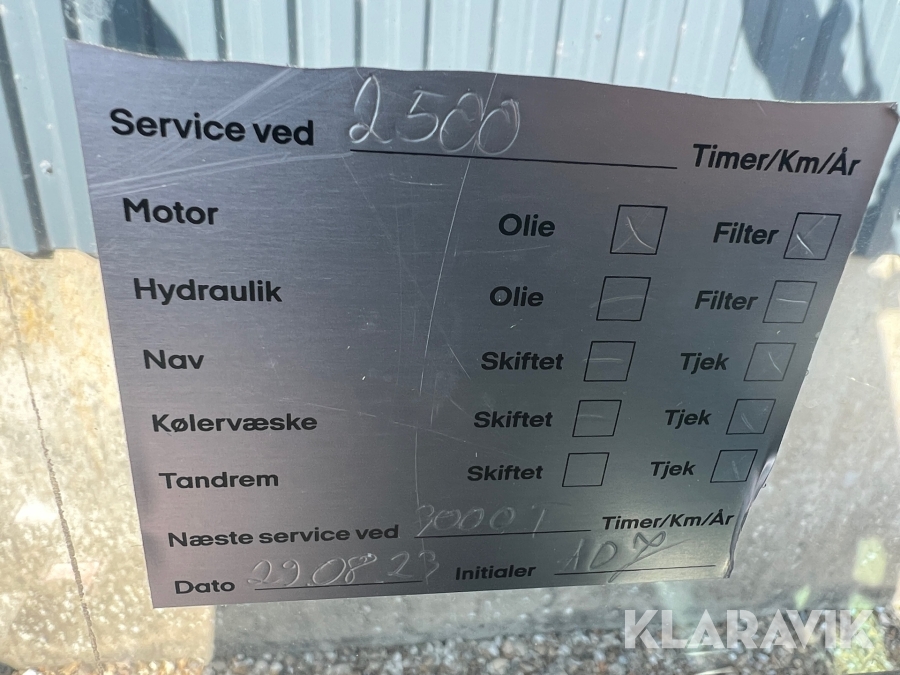 Service ved 2500 Timer/Km/År
Motor Olie Filter
Hydraulik Olie Filter
Nav Skiftet Tjek
Kølervæske Skiftet Tjek
Tandrem Skiftet Tjek
Næste service ved 3000 T Timer/Km/År
Dato 29.08 23 Initialer
KLARAVIK